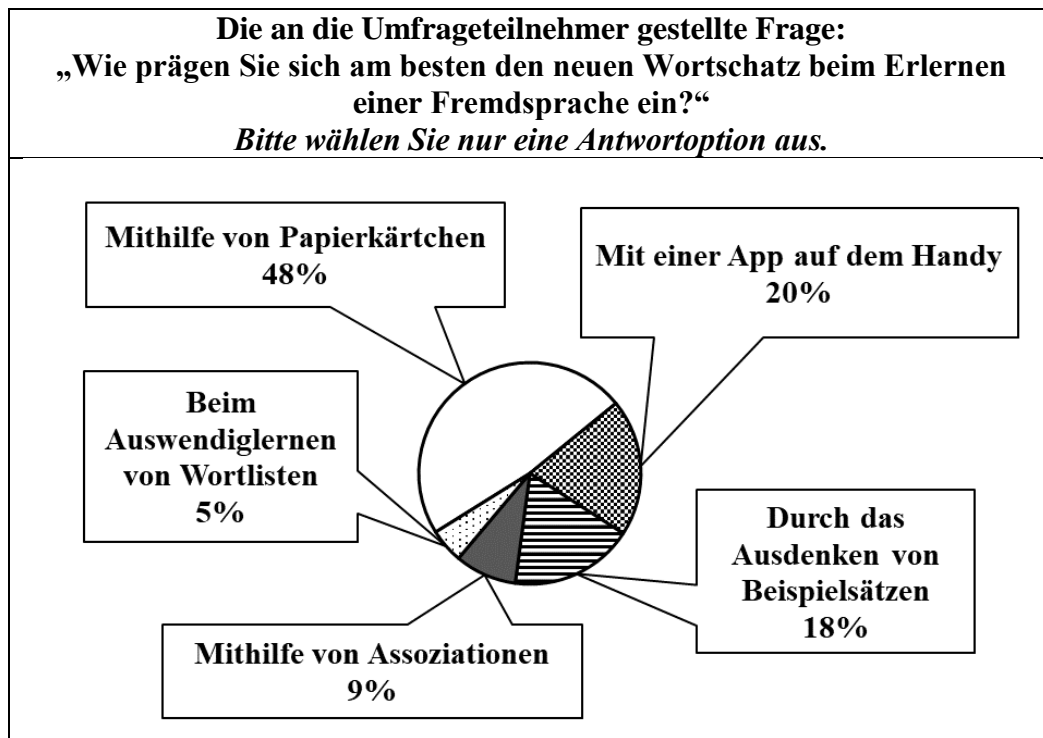 Die an die Umfrageteilnehmer gestellte Frage:
„Wie prägen Sie sich am besten den neuen Wortschatz beim Erlernen
einer Fremdsprache ein?“
Bitte wählen Sie nur eine Antwortoption aus.
Mithilfe von Papierkärtchen
48%
Mit einer App auf dem Handy
20%
Beim
Auswendiglernen
von Wortlisten
5%
Durch das
Ausdenken von
Beispielsätzen
18%
Mithilfe von Assoziationen
9%